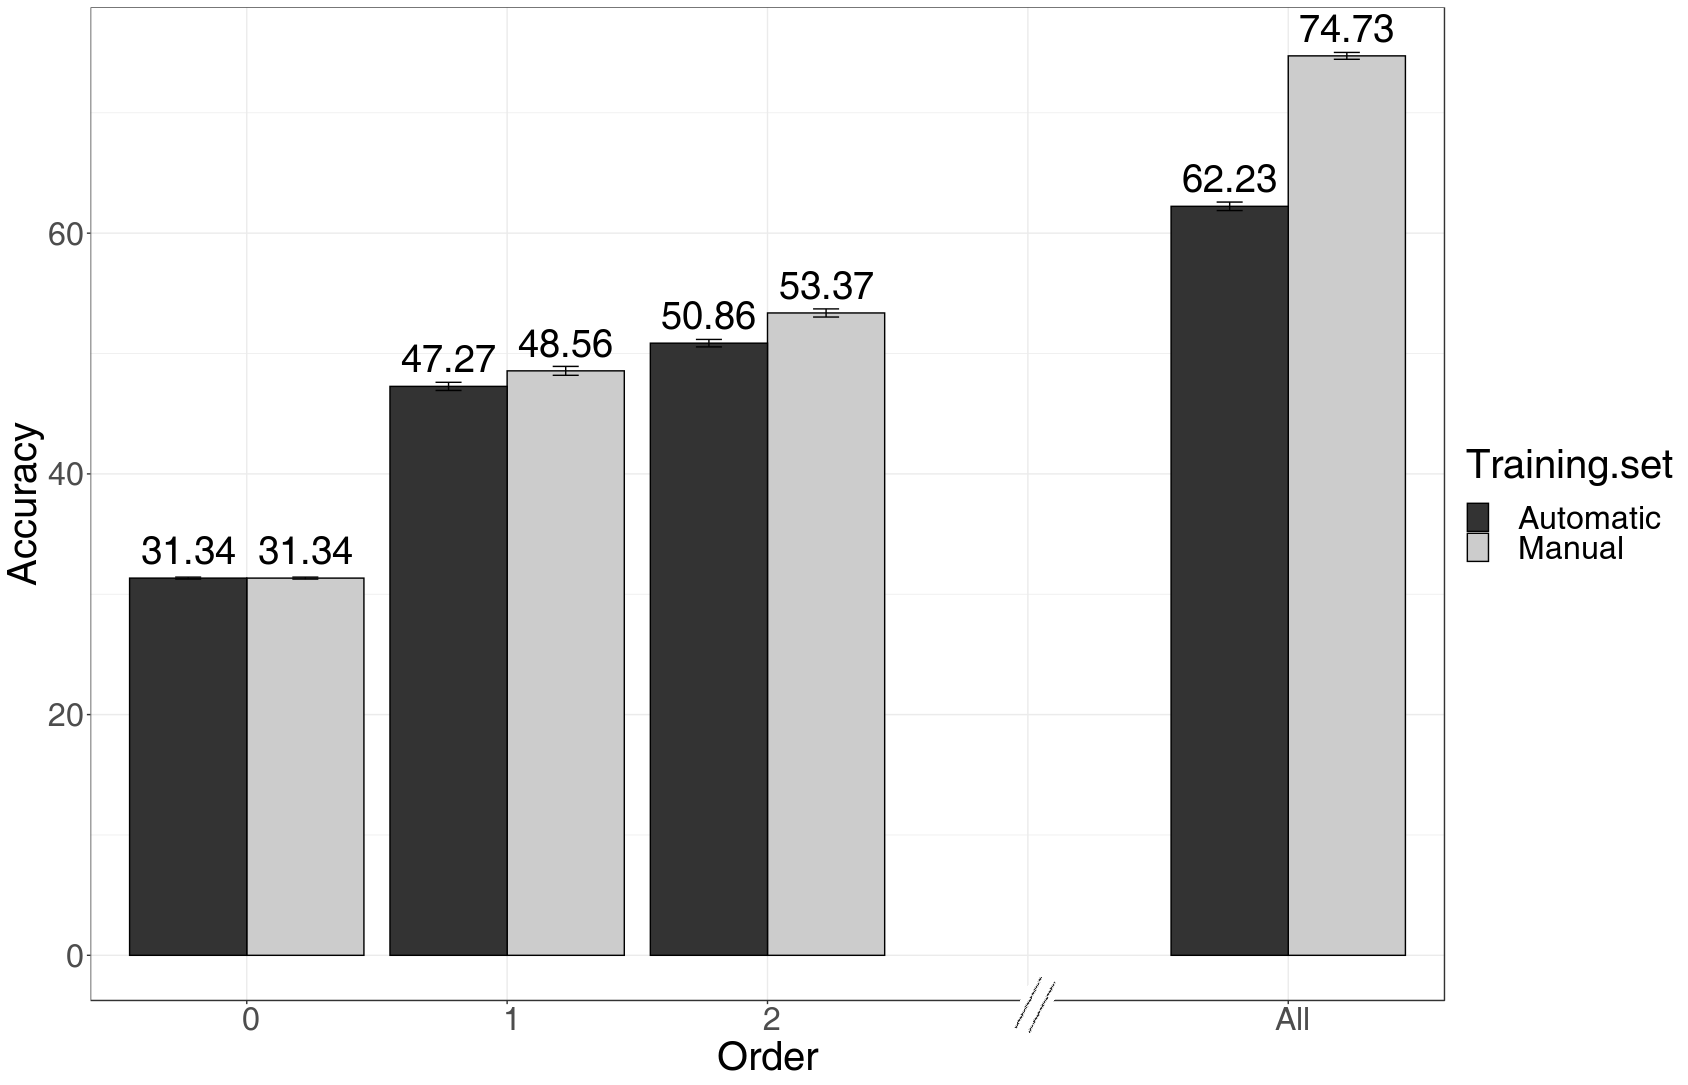 74.73
62.23
53.37
50.86
48.56
47.27
31.34 31.34
60
40
20
0
Accuracy
0 1 2 All
Order
Training.set
Automatic
Manual